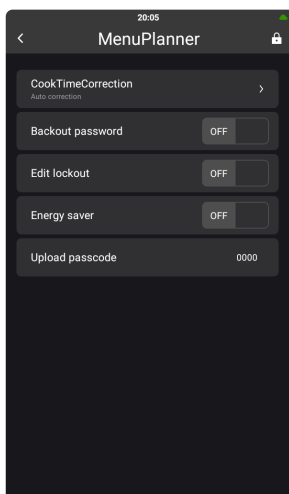 20:05
MenuPlanner
CookTimeCorrection
Auto correction
Backout password OFF
Edit lockout OFF
Energy saver OFF
Upload passcode 0000